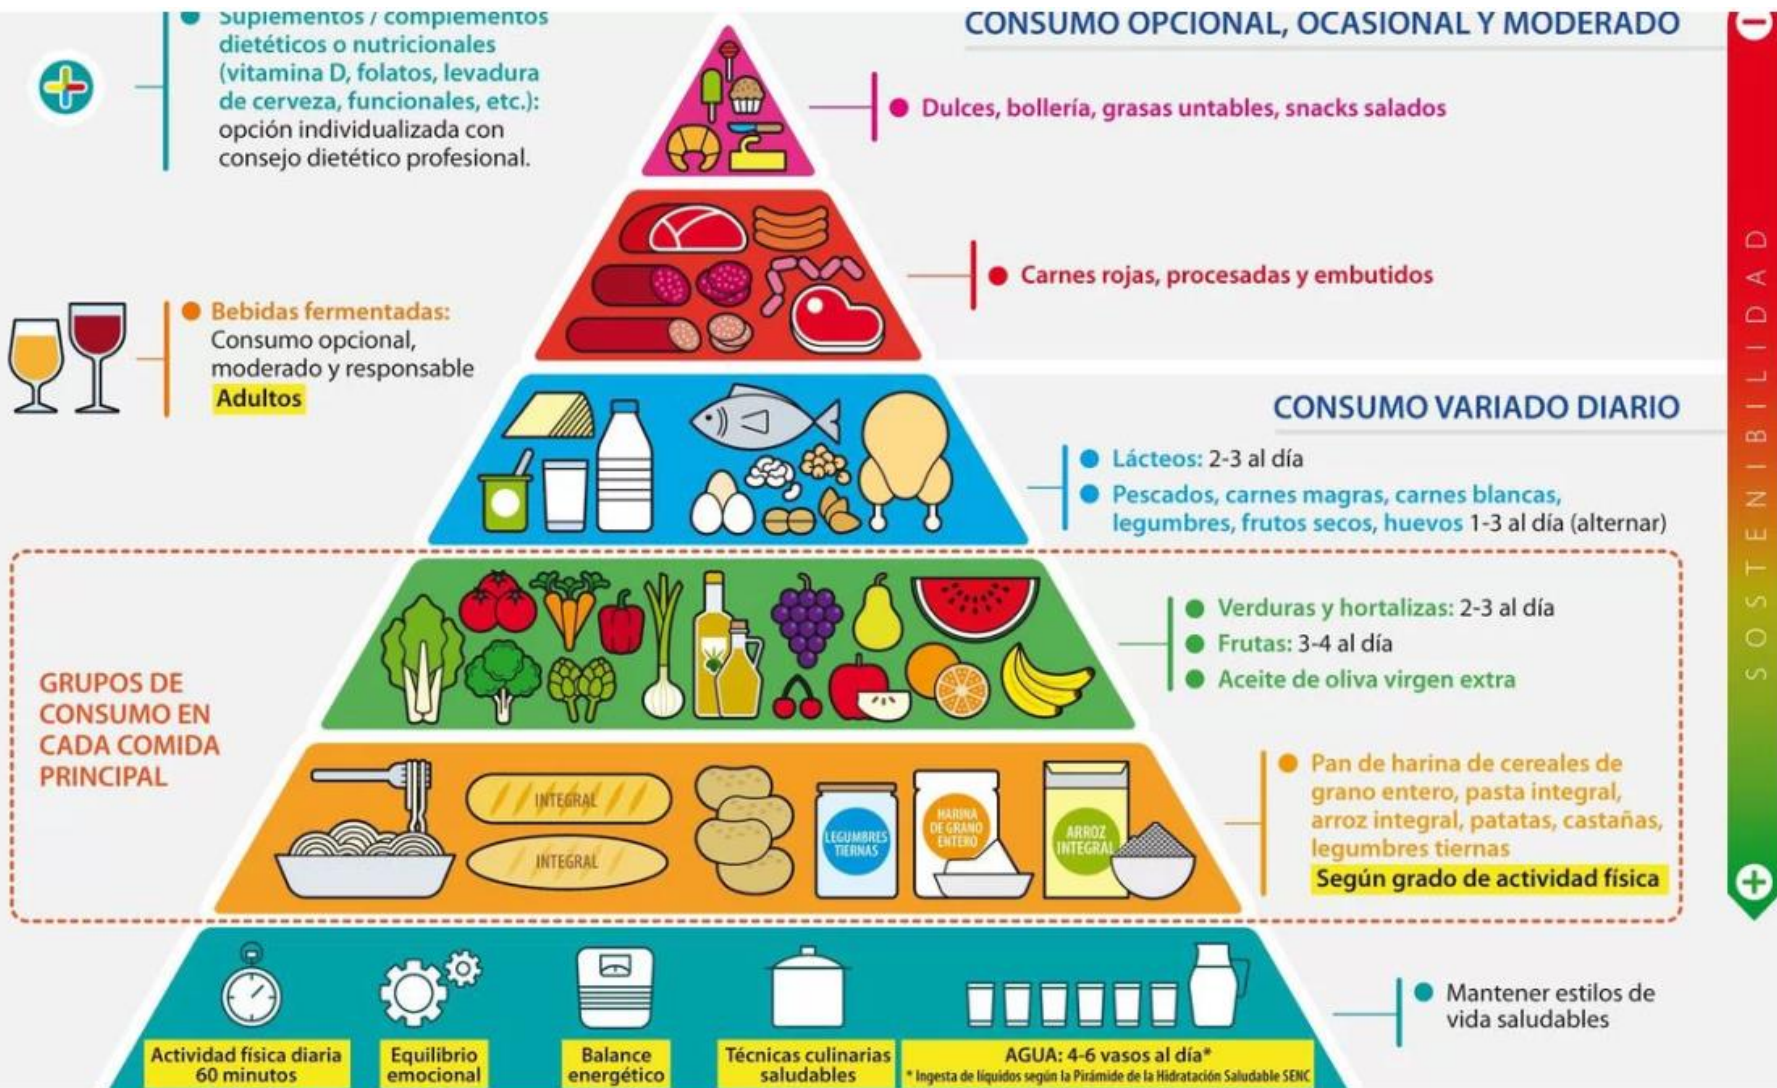 Suplementos / complementos
dietéticos o nutricionales
(vitamina D, folatos, levadura
de cerveza, funcionales, etc.):
opción individualizada con
consejo dietético profesional.
CONSUMO OPCIONAL, OCASIONAL Y MODERADO
Dulces, bollería, grasas untables, snacks salados
Carnes rojas, procesadas y embutidos
Bebidas fermentadas:
Consumo opcional,
moderado y responsable
Adultos
CONSUMO VARIADO DIARIO
Lácteos: 2-3 al día
Pescados, carnes magras, carnes blancas,
legumbres, frutos secos, huevos 1-3 al día (alternar)
SOSTENIBILIDAD
GRUPOS DE
CONSUMO EN
CADA COMIDA
PRINCIPAL
Verduras y hortalizas: 2-3 al día
Frutas: 3-4 al día
Aceite de oliva virgen extra
INTEGRAL
INTEGRAL
LEGUMBRES
TIERNAS
HARINA
DE GRANO
ENTERO
ARROZ
INTEGRAL
Pan de harina de cereales de
grano entero, pasta integral,
arroz integral, patatas, castañas,
legumbres tiernas
Según grado de actividad física
Mantener estilos de
vida saludables
Actividad física diaria
60 minutos
Equilibrio
emocional
Balance
energético
Técnicas culinarias
saludables
AGUA: 4-6 vasos al día*
* Ingesta de líquidos según la Pirámide de la Hidratación Saludable SENC